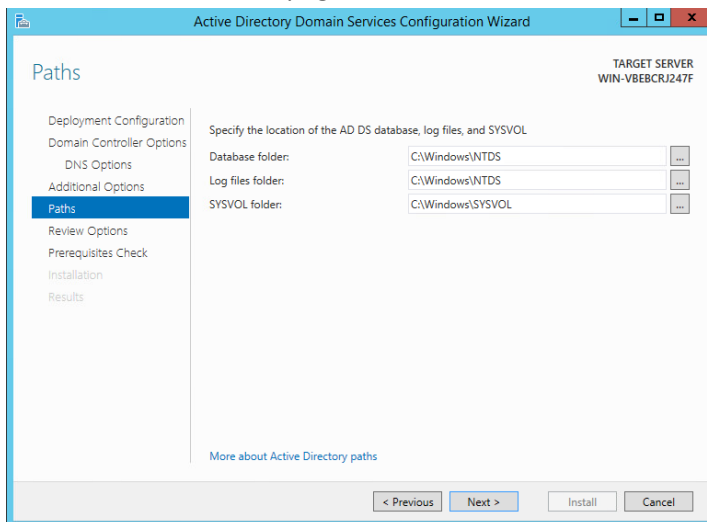 Active Directory Domain Services Configuration Wizard
Paths
TARGET SERVER
WIN-VBEBCRJ247F
Deployment Configuration
Domain Controller Options
DNS Options
Additional Options
Paths
Review Options
Prerequisites Check
Installation
Results
Specify the location of the AD DS database, log files, and SYSVOL
Database folder: C:\Windows\NTDS ...
Log files folder: C:\Windows\NTDS ...
SYSVOL folder: C:\Windows\SYSVOL ...
More about Active Directory paths
< Previous Next > Install Cancel